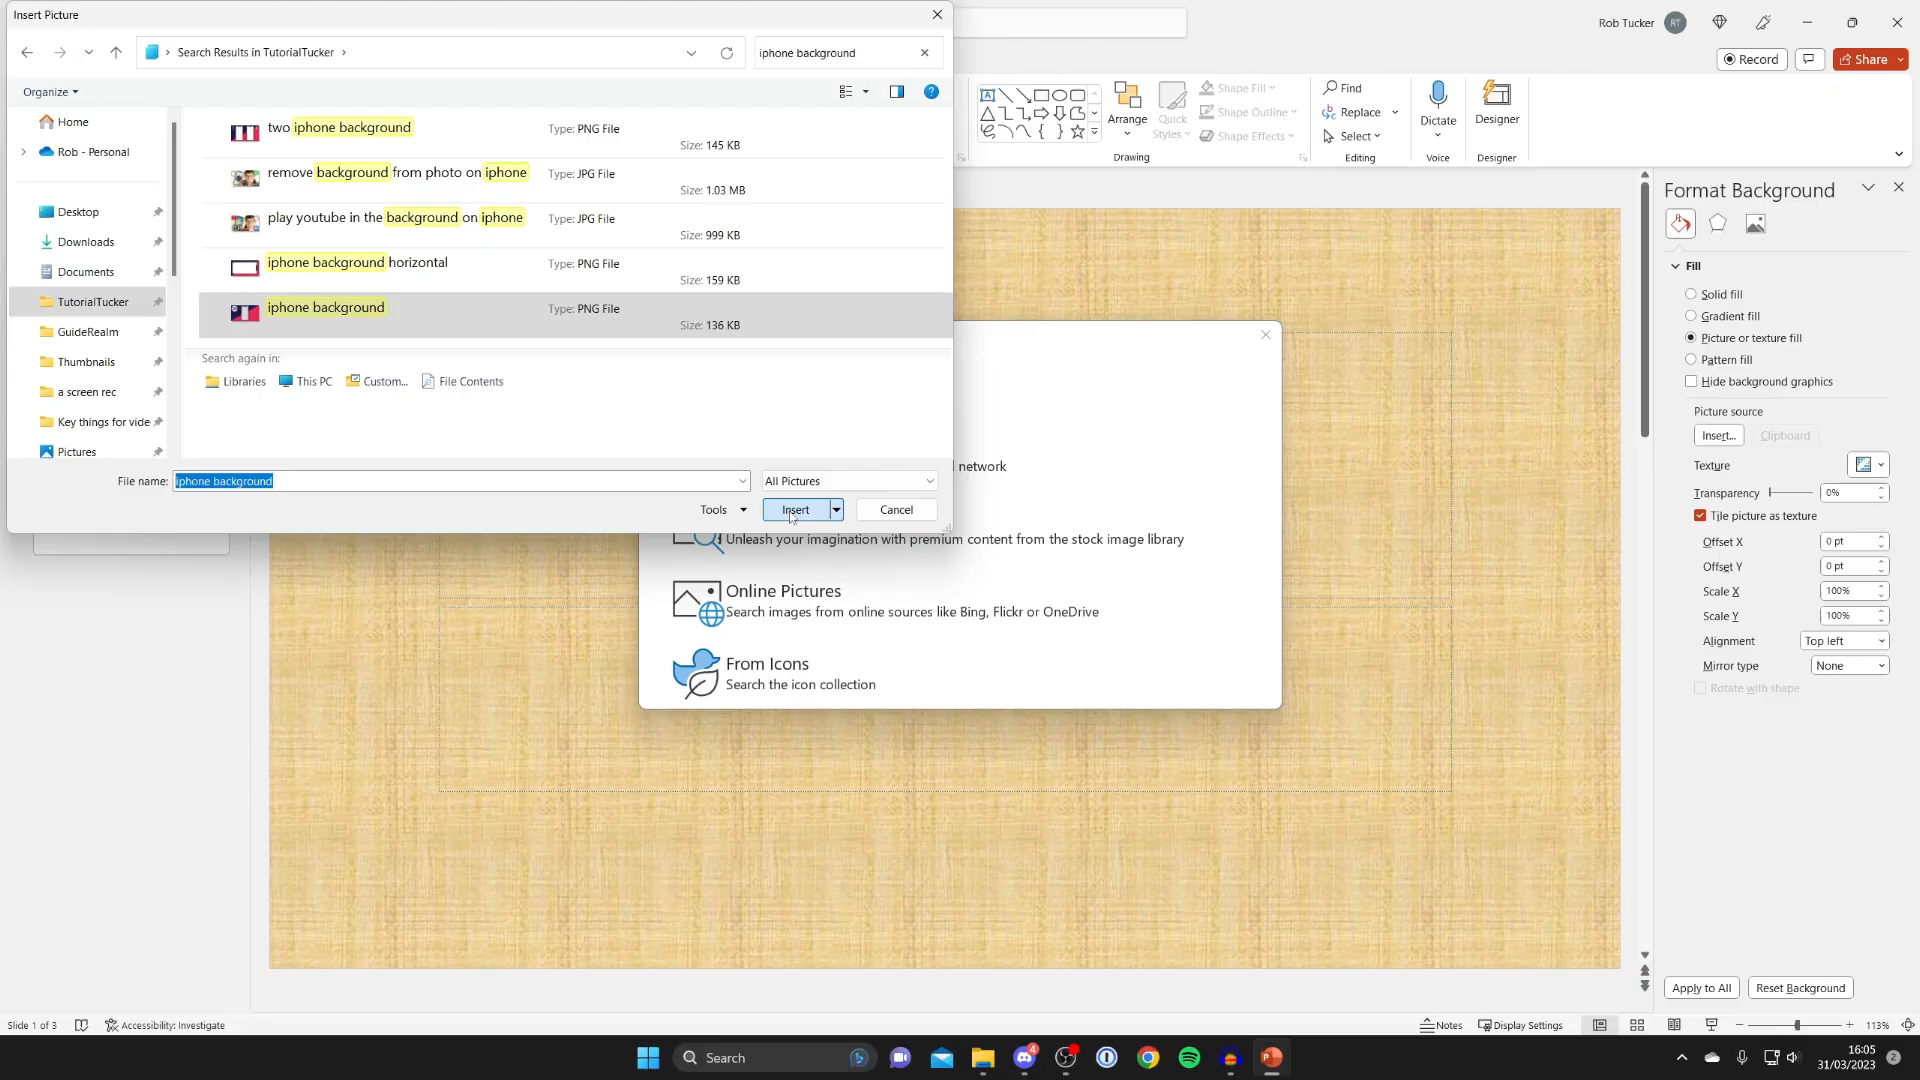 Insert Picture
Search Results in TutorialTucker
iphone background
Organize
Home
Rob - Personal
Desktop
Downloads
Documents
TutorialTucker
GuideRealm
Thumbnails
a screen rec
Key things for vide
Pictures
two iphone background
Type: PNG File
Size: 145 KB
remove background from photo on iphone
Type: JPG File
Size: 1.03 MB
play youtube in the background on iphone
Type: JPG File
Size: 999 KB
iphone background horizontal
Type: PNG File
Size: 159 KB
iphone background
Type: PNG File
Size: 136 KB
Search again in:
Libraries
This PC
Custom...
File Contents
File name:
iphone background
All Pictures
Tools
Insert
Cancel
Rob Tucker
RT
Record
Share
Arrange
Quick Styles
Shape Fill
Shape Outline
Shape Effects
Drawing
Find
Replace
Select
Editing
Dictate
Voice
Designer
Designer
network
Unleash your imagination with premium content from the stock image library
Online Pictures
Search images from online sources like Bing, Flickr or OneDrive
From Icons
Search the icon collection
Format Background
Fill
Solid fill
Gradient fill
Picture or texture fill
Pattern fill
Hide background graphics
Picture source
Insert...
Clipboard
Texture
Transparency
0%
Tile picture as texture
Offset X
0 pt
Offset Y
0 pt
Scale X
100%
Scale Y
100%
Alignment
Top left
Mirror type
None
Rotate with shape
Apply to All
Reset Background
Slide 1 of 3
Accessibility: Investigate
Notes
Display Settings
113%
Search
4
16:05
31/03/2023
2